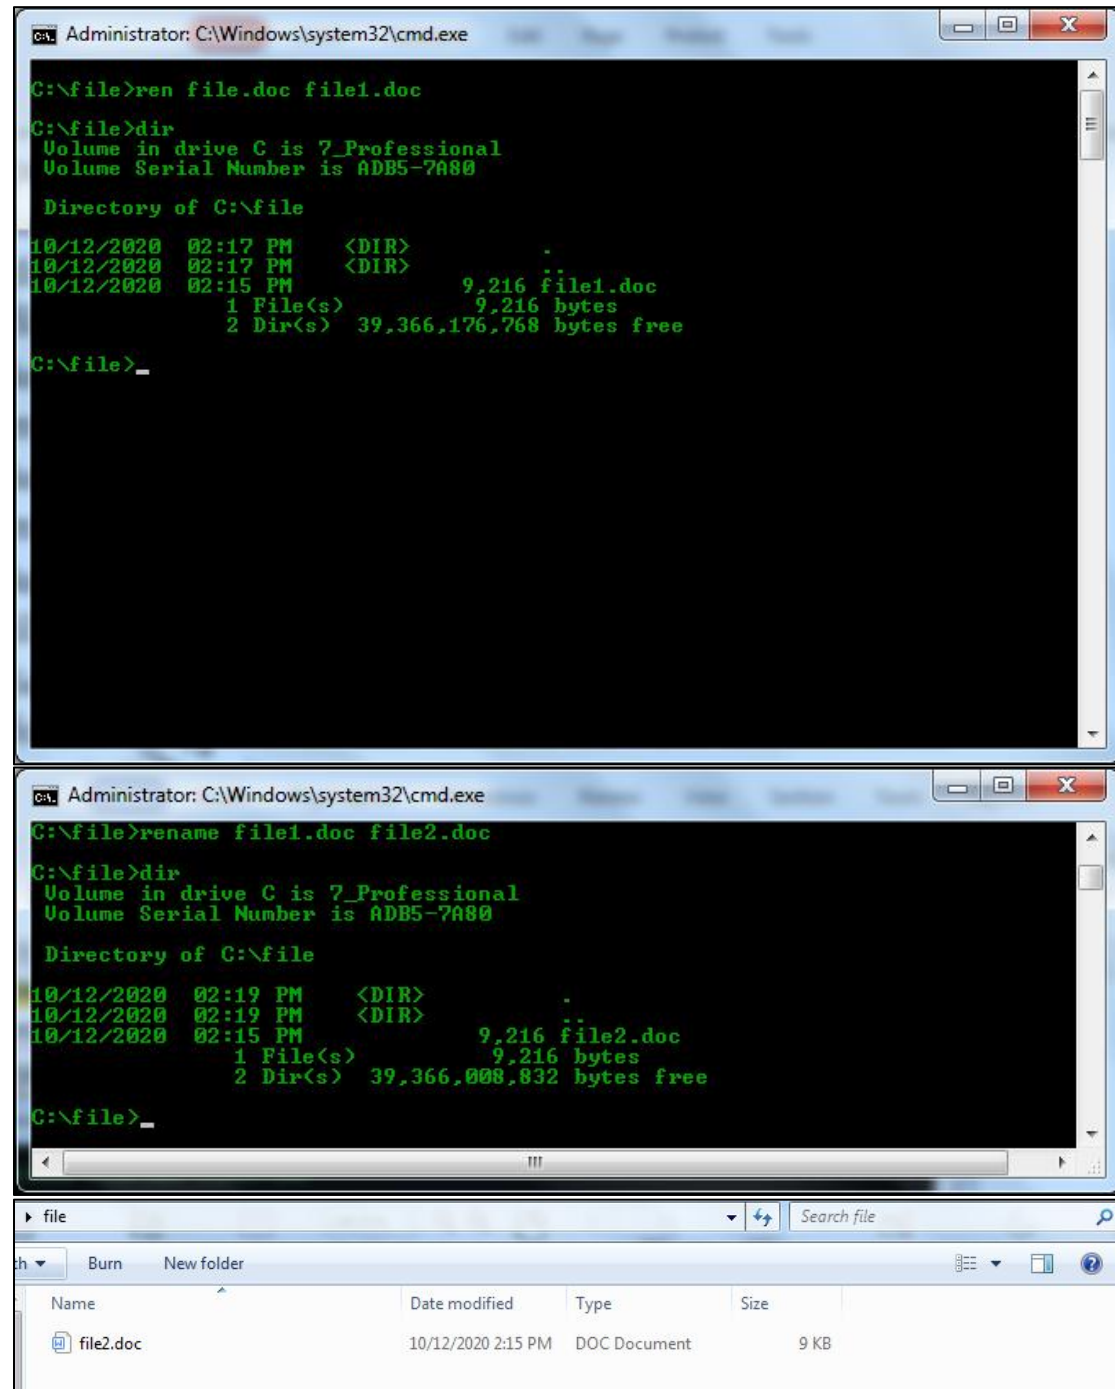 Administrator: C:\Windows\system32\cmd.exe
C:\file>ren file.doc file1.doc
C:\file>dir
Volume in drive C is 7_Professional
Volume Serial Number is ADB5-7A80
Directory of C:\file
10/12/2020 02:17 PM <DIR> .
10/12/2020 02:17 PM <DIR> ..
10/12/2020 02:15 PM 9,216 file1.doc
1 File(s) 9,216 bytes
2 Dir(s) 39,366,176,768 bytes free
C:\file>_
Administrator: C:\Windows\system32\cmd.exe
C:\file>rename file1.doc file2.doc
C:\file>dir
Volume in drive C is 7_Professional
Volume Serial Number is ADB5-7A80
Directory of C:\file
10/12/2020 02:19 PM <DIR> .
10/12/2020 02:19 PM <DIR> ..
10/12/2020 02:15 PM 9,216 file2.doc
1 File(s) 9,216 bytes
2 Dir(s) 39,366,008,832 bytes free
C:\file>_
file Search file
th Burn New folder
Name Date modified Type Size
file2.doc 10/12/2020 2:15 PM DOC Document 9 KB